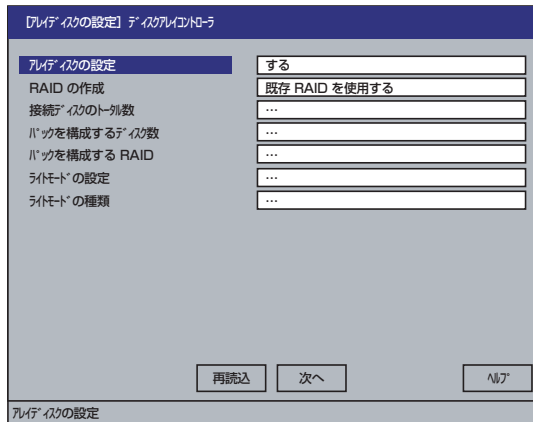 [ｱﾚｲﾃﾞｨｽｸの設定] ﾃﾞｨｽｸｱﾚｲｺﾝﾄﾛｰﾗ
ｱﾚｲﾃﾞｨｽｸの設定 する
RAID の作成 既存 RAID を使用する
接続ﾃﾞｨｽｸのﾄｰﾀﾙ数 …
ﾊﾟｯｸを構成するﾃﾞｨｽｸ数 …
ﾊﾟｯｸを構成する RAID …
ﾗｲﾄﾓｰﾄﾞの設定 …
ﾗｲﾄﾓｰﾄﾞの種類 …
再読込 次へ ﾍﾙﾌﾟ
ｱﾚｲﾃﾞｨｽｸの設定